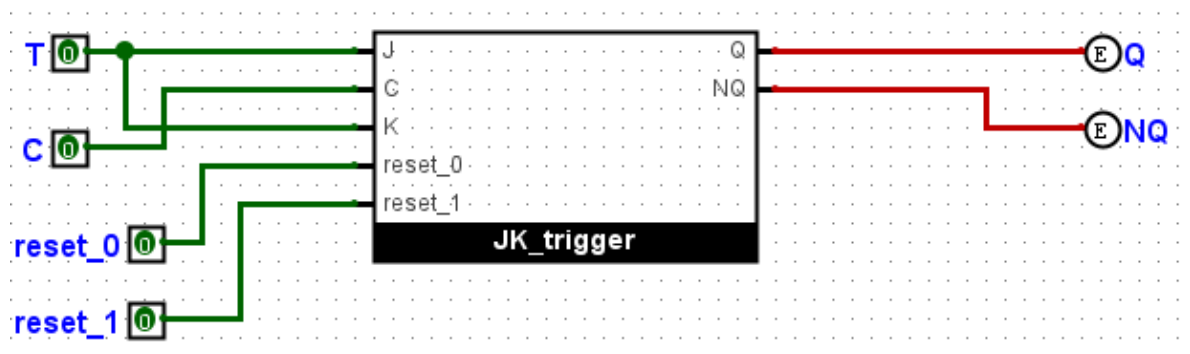 T 0 J Q E Q
C NQ
C 0 K E NQ
reset_0
reset_1
reset_0 0 JK_trigger
reset_1 0